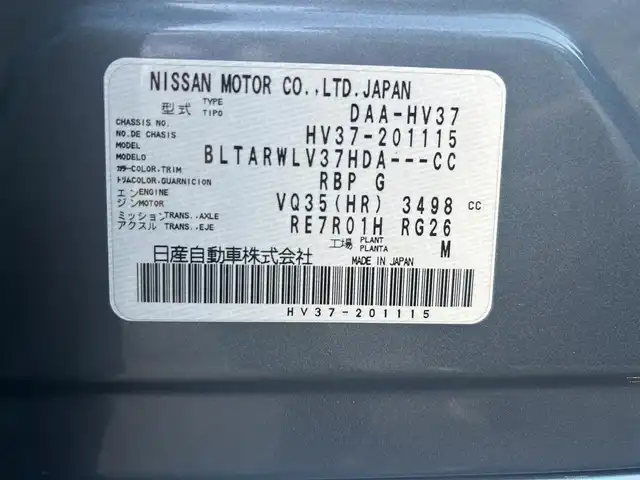 NISSAN MOTOR CO.,LTD.JAPAN
型式 TYPE TIPO DAA-HV37
CHASSIS NO. NO.DE CHASIS HV37-201115
MODEL MODELO BLTARWLV37HDA---CC
カラー COLOR,TRIM トリム COLOR,GUARNICION RBP G
エンジン ENGINE MOTOR VQ35(HR) 3498 cc
ミッション TRANS.,AXLE アクスル TRANS.,EJE RE7R01H RG26
工場 PLANT PLANTA M
日産自動車株式会社 MADE IN JAPAN
HV37-201115